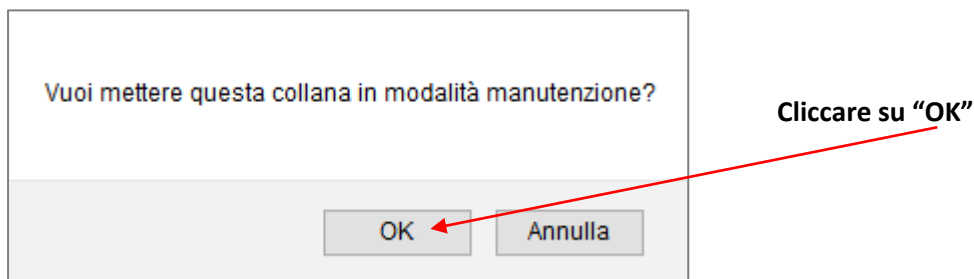 Vuoi mettere questa collana in modalità manutenzione?
Cliccare su “OK”
OK
Annulla